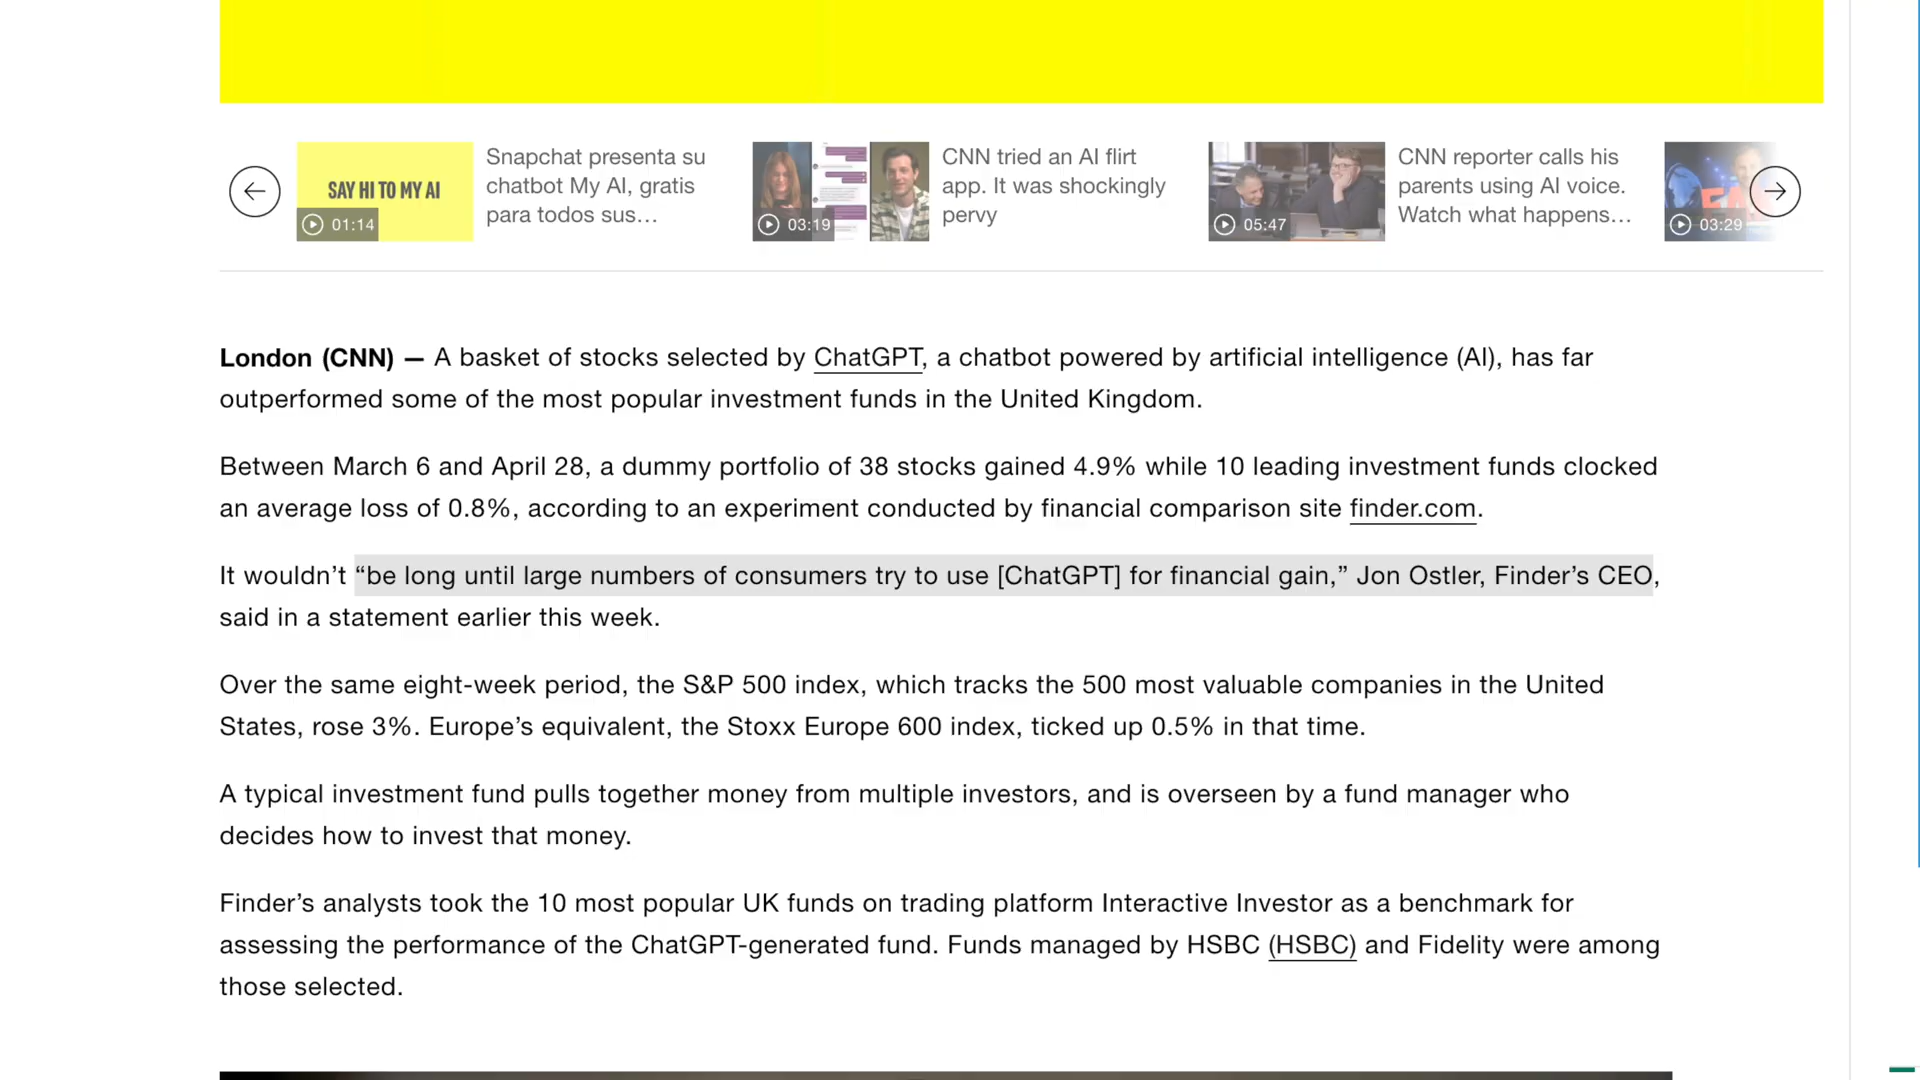 SAY HI TO MY AI
01:14
Snapchat presenta su
chatbot My AI, gratis
para todos sus...
03:19
CNN tried an AI flirt
app. It was shockingly
pervy
05:47
CNN reporter calls his
parents using AI voice.
Watch what happens...
03:29
London (CNN) — A basket of stocks selected by ChatGPT, a chatbot powered by artificial intelligence (AI), has far
outperformed some of the most popular investment funds in the United Kingdom.
Between March 6 and April 28, a dummy portfolio of 38 stocks gained 4.9% while 10 leading investment funds clocked
an average loss of 0.8%, according to an experiment conducted by financial comparison site finder.com.
It wouldn’t “be long until large numbers of consumers try to use [ChatGPT] for financial gain,” Jon Ostler, Finder’s CEO,
said in a statement earlier this week.
Over the same eight-week period, the S&P 500 index, which tracks the 500 most valuable companies in the United
States, rose 3%. Europe’s equivalent, the Stoxx Europe 600 index, ticked up 0.5% in that time.
A typical investment fund pulls together money from multiple investors, and is overseen by a fund manager who
decides how to invest that money.
Finder’s analysts took the 10 most popular UK funds on trading platform Interactive Investor as a benchmark for
assessing the performance of the ChatGPT-generated fund. Funds managed by HSBC (HSBC) and Fidelity were among
those selected.